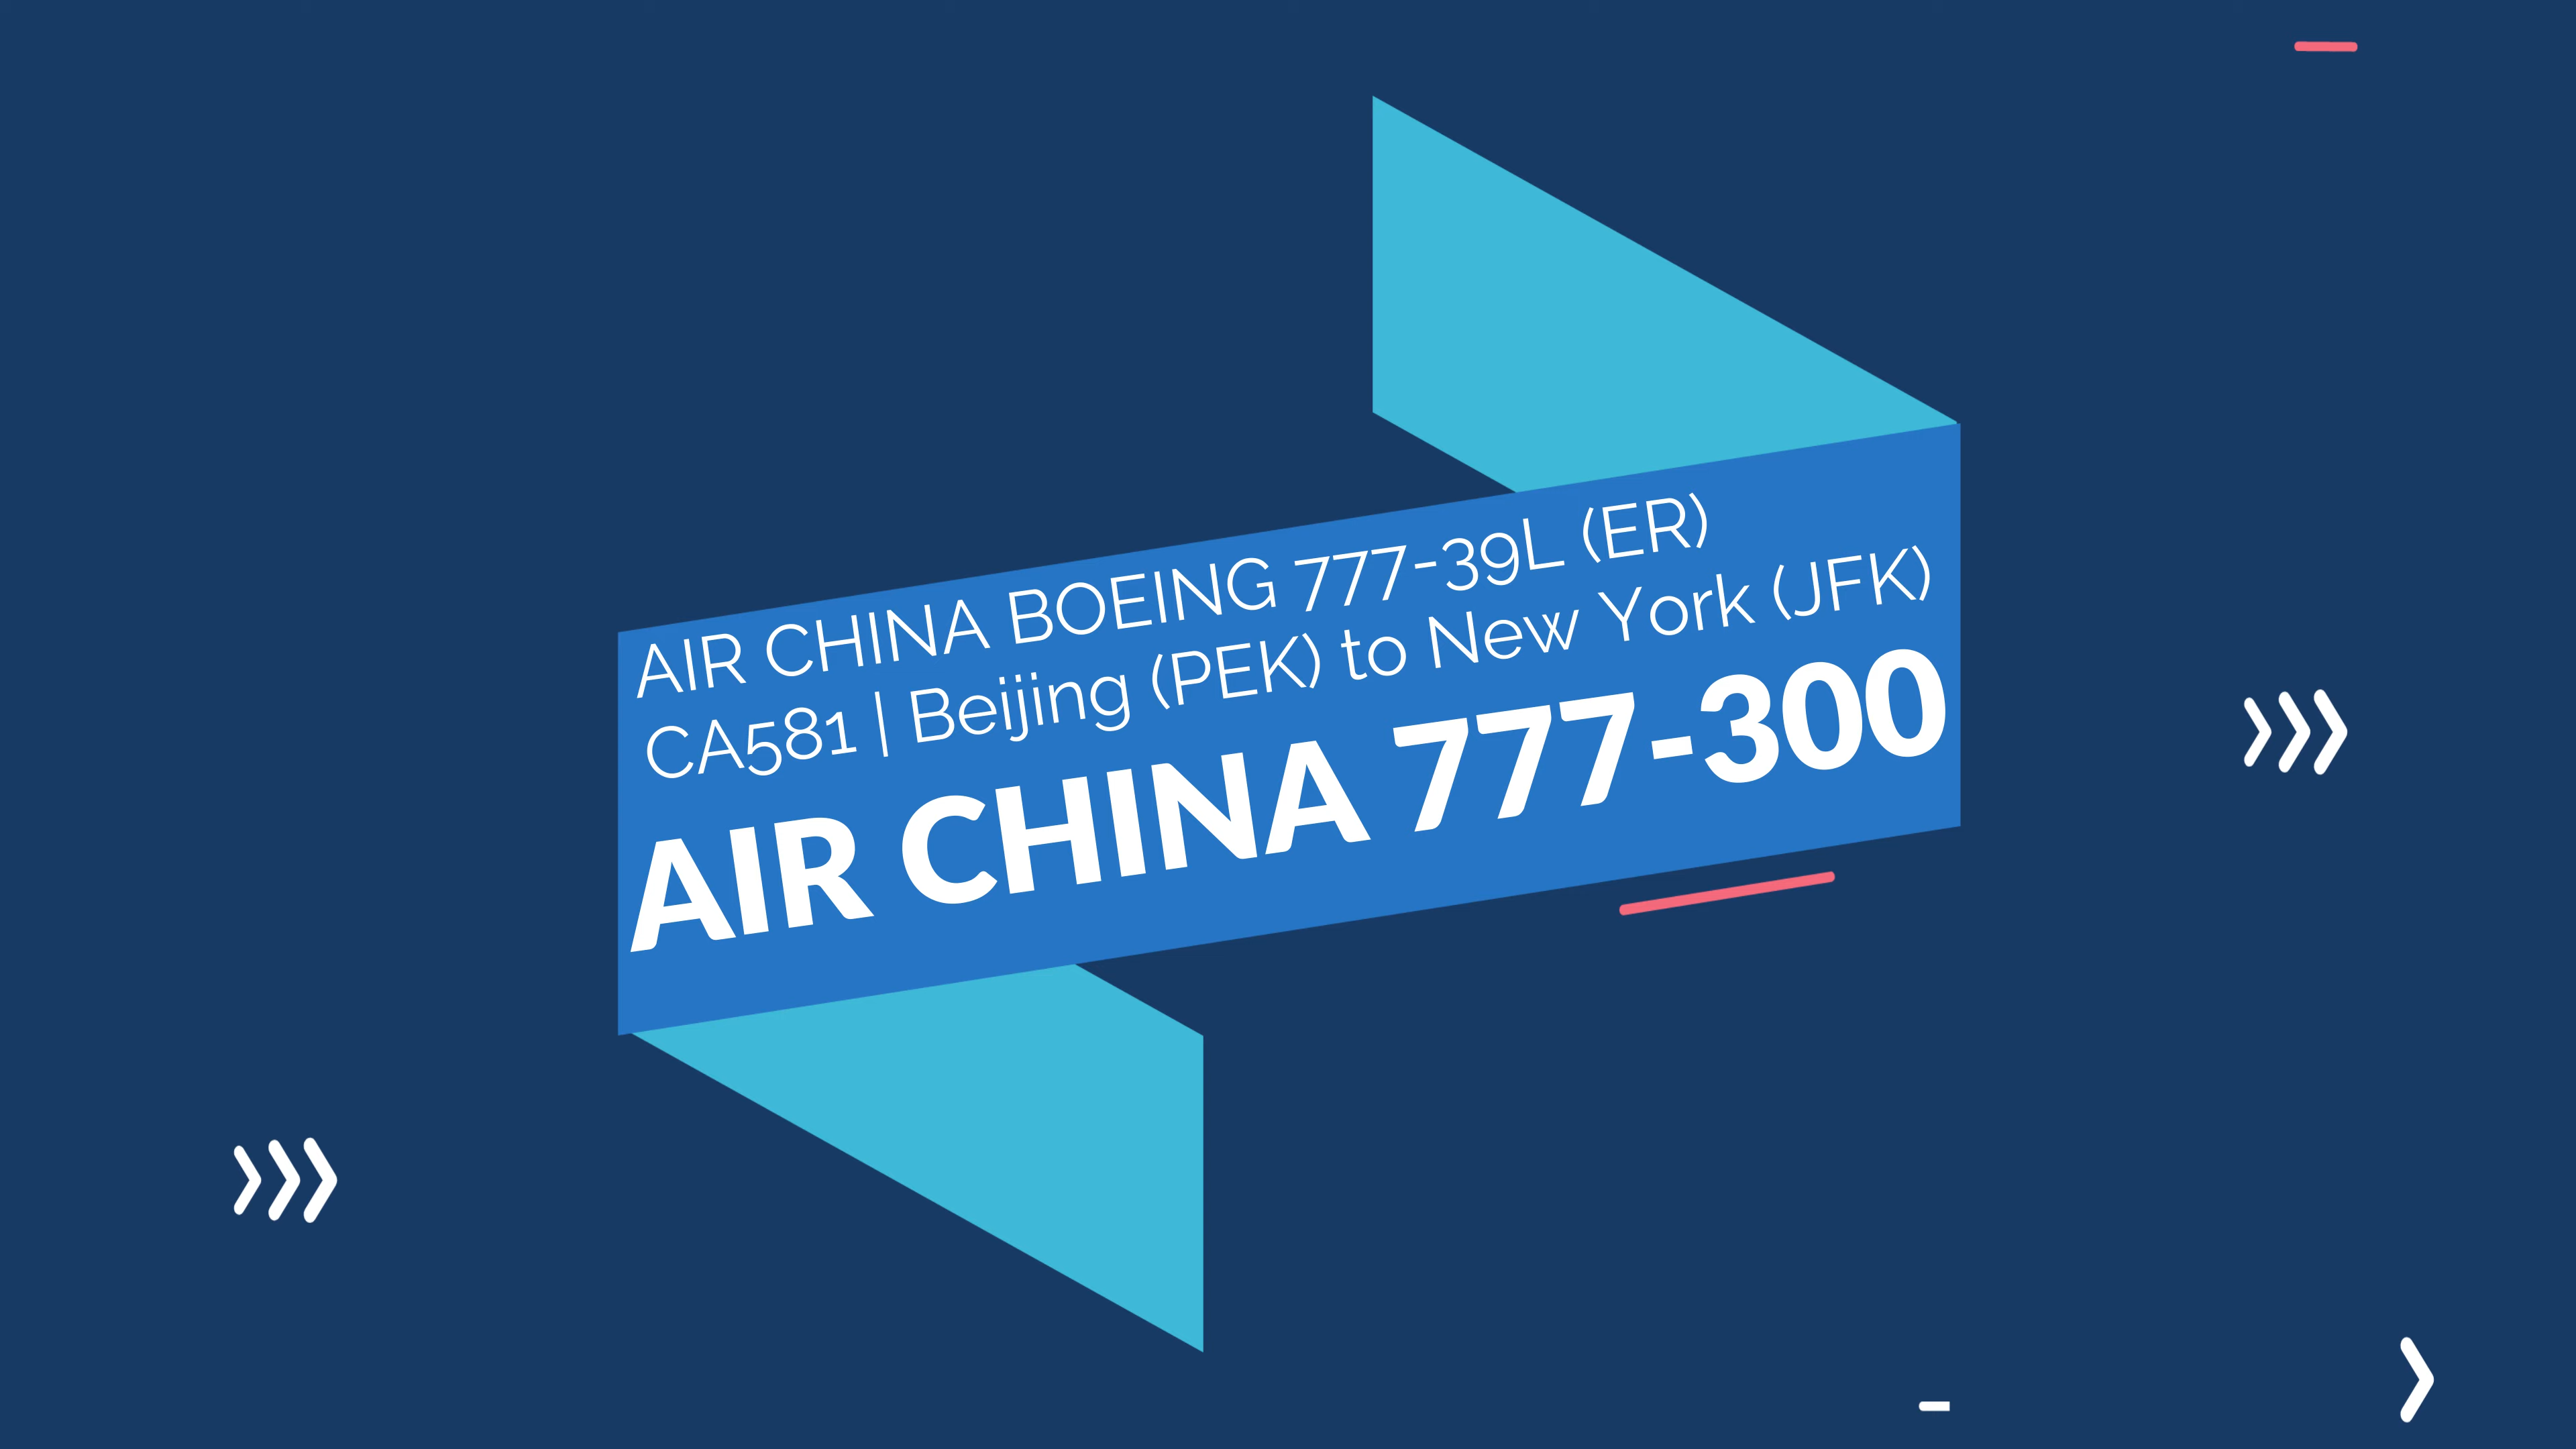 AIR CHINA BOEING 777-39L (ER)
CA581 | Beijing (PEK) to New York (JFK)
AIR CHINA 777-300